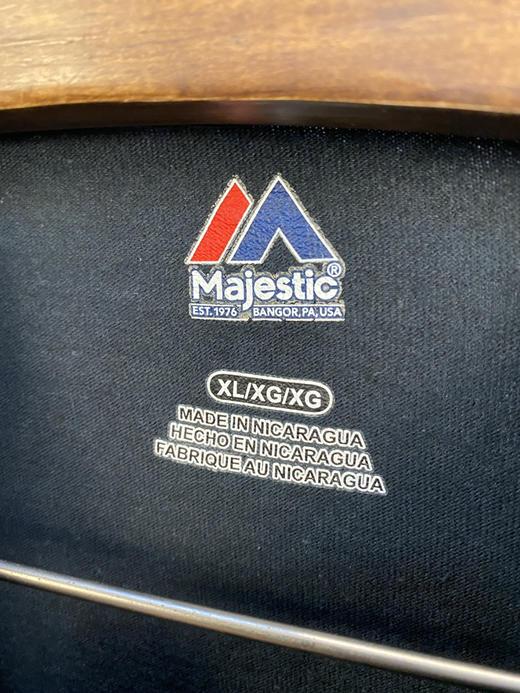 Majestic®
EST. 1976 BANGOR, PA, USA
XL/XG/XG
MADE IN NICARAGUA
HECHO EN NICARAGUA
FABRIQUE AU NICARAGUA